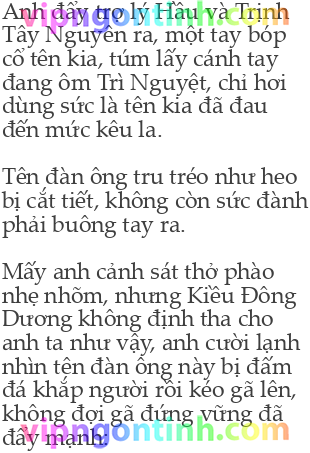 Anh đẩy trợ lý Hầu và Trịnh
Tây Nguyên ra, một tay bóp
cổ tên kia, túm lấy cánh tay
đang ôm Trì Nguyệt, chỉ hơi
dùng sức là tên kia đã đau
đến mức kêu la.
Tên đàn ông tru tréo như heo
bị cắt tiết, không còn sức đành
phải buông tay ra.
Mấy anh cảnh sát thở phào
nhẹ nhõm, nhưng Kiều Đông
Dương không định tha cho
anh ta như vậy, anh cười lạnh
nhìn tên đàn ông này bị đấm
đá khắp người rồi kéo gã lên,
không đợi gã đứng vững đã
đẩy mạnh:
vipngontinh.com
vipngontinh.com